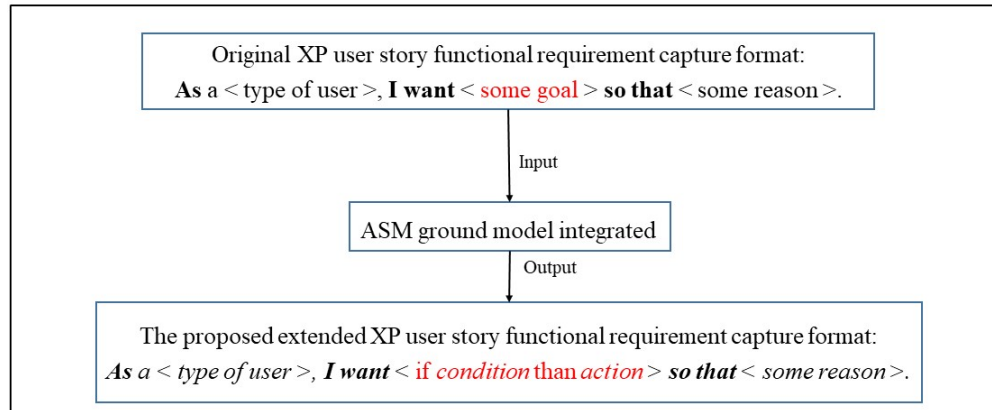 Original XP user story functional requirement capture format:
As a < type of user >, I want < some goal > so that < some reason >.
Input
ASM ground model integrated
Output
The proposed extended XP user story functional requirement capture format:
As a < type of user >, I want < if condition than action > so that < some reason >.